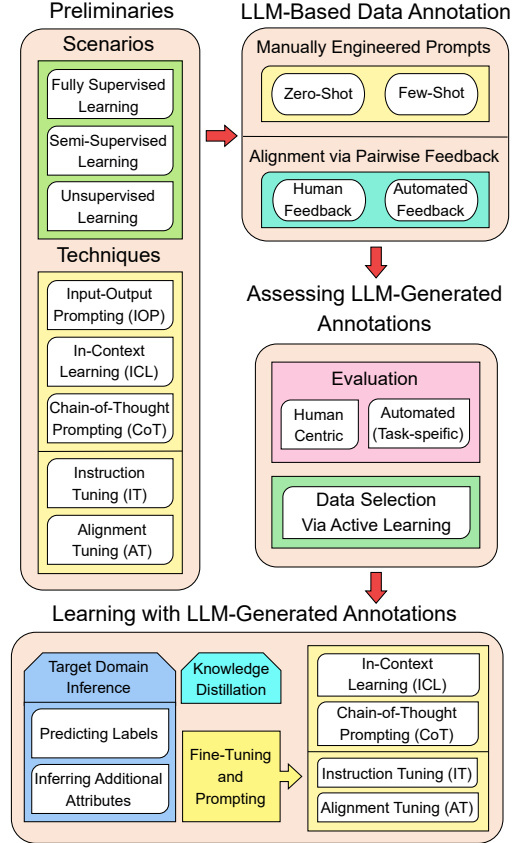 Preliminaries
Scenarios
Fully Supervised
Learning
Semi-Supervised
Learning
Unsupervised
Learning
Techniques
Input-Output
Prompting (IOP)
In-Context
Learning (ICL)
Chain-of-Thought
Prompting (CoT)
Instruction
Tuning (IT)
Alignment
Tuning (AT)
LLM-Based Data Annotation
Manually Engineered Prompts
Zero-Shot
Few-Shot
Alignment via Pairwise Feedback
Human
Feedback
Automated
Feedback
Assessing LLM-Generated
Annotations
Evaluation
Human
Centric
Automated
(Task-speific)
Data Selection
Via Active Learning
Learning with LLM-Generated Annotations
Target Domain
Inference
Predicting Labels
Inferring Additional
Attributes
Knowledge
Distillation
Fine-Tuning
and
Prompting
In-Context
Learning (ICL)
Chain-of-Thought
Prompting (CoT)
Instruction Tuning (IT)
Alignment Tuning (AT)